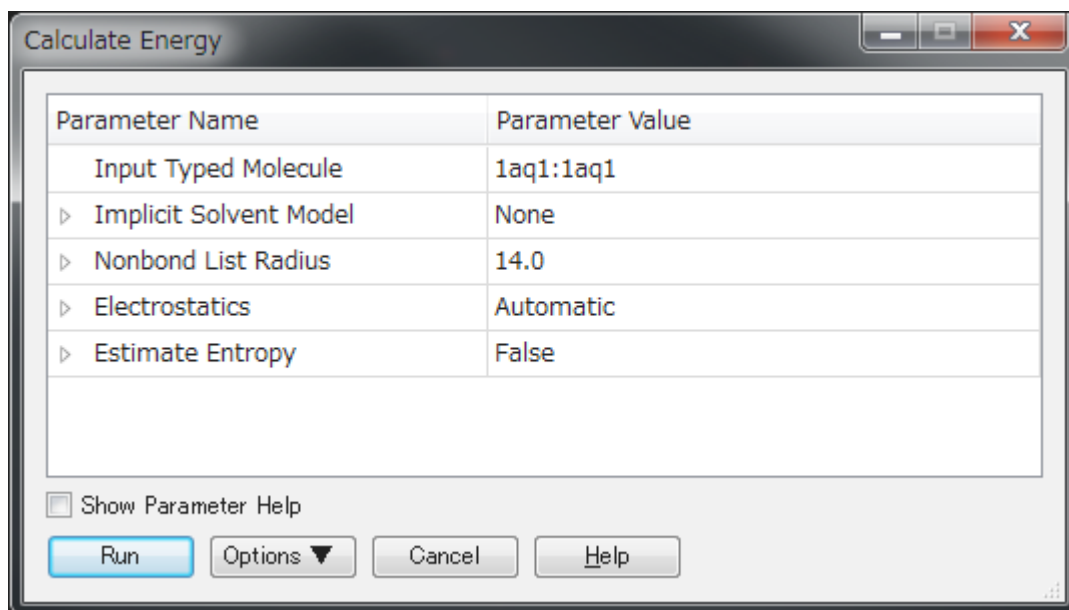 Calculate Energy
Parameter Name Parameter Value
Input Typed Molecule 1aq1:1aq1
Implicit Solvent Model None
Nonbond List Radius 14.0
Electrostatics Automatic
Estimate Entropy False
Show Parameter Help
Run Options ▼ Cancel Help